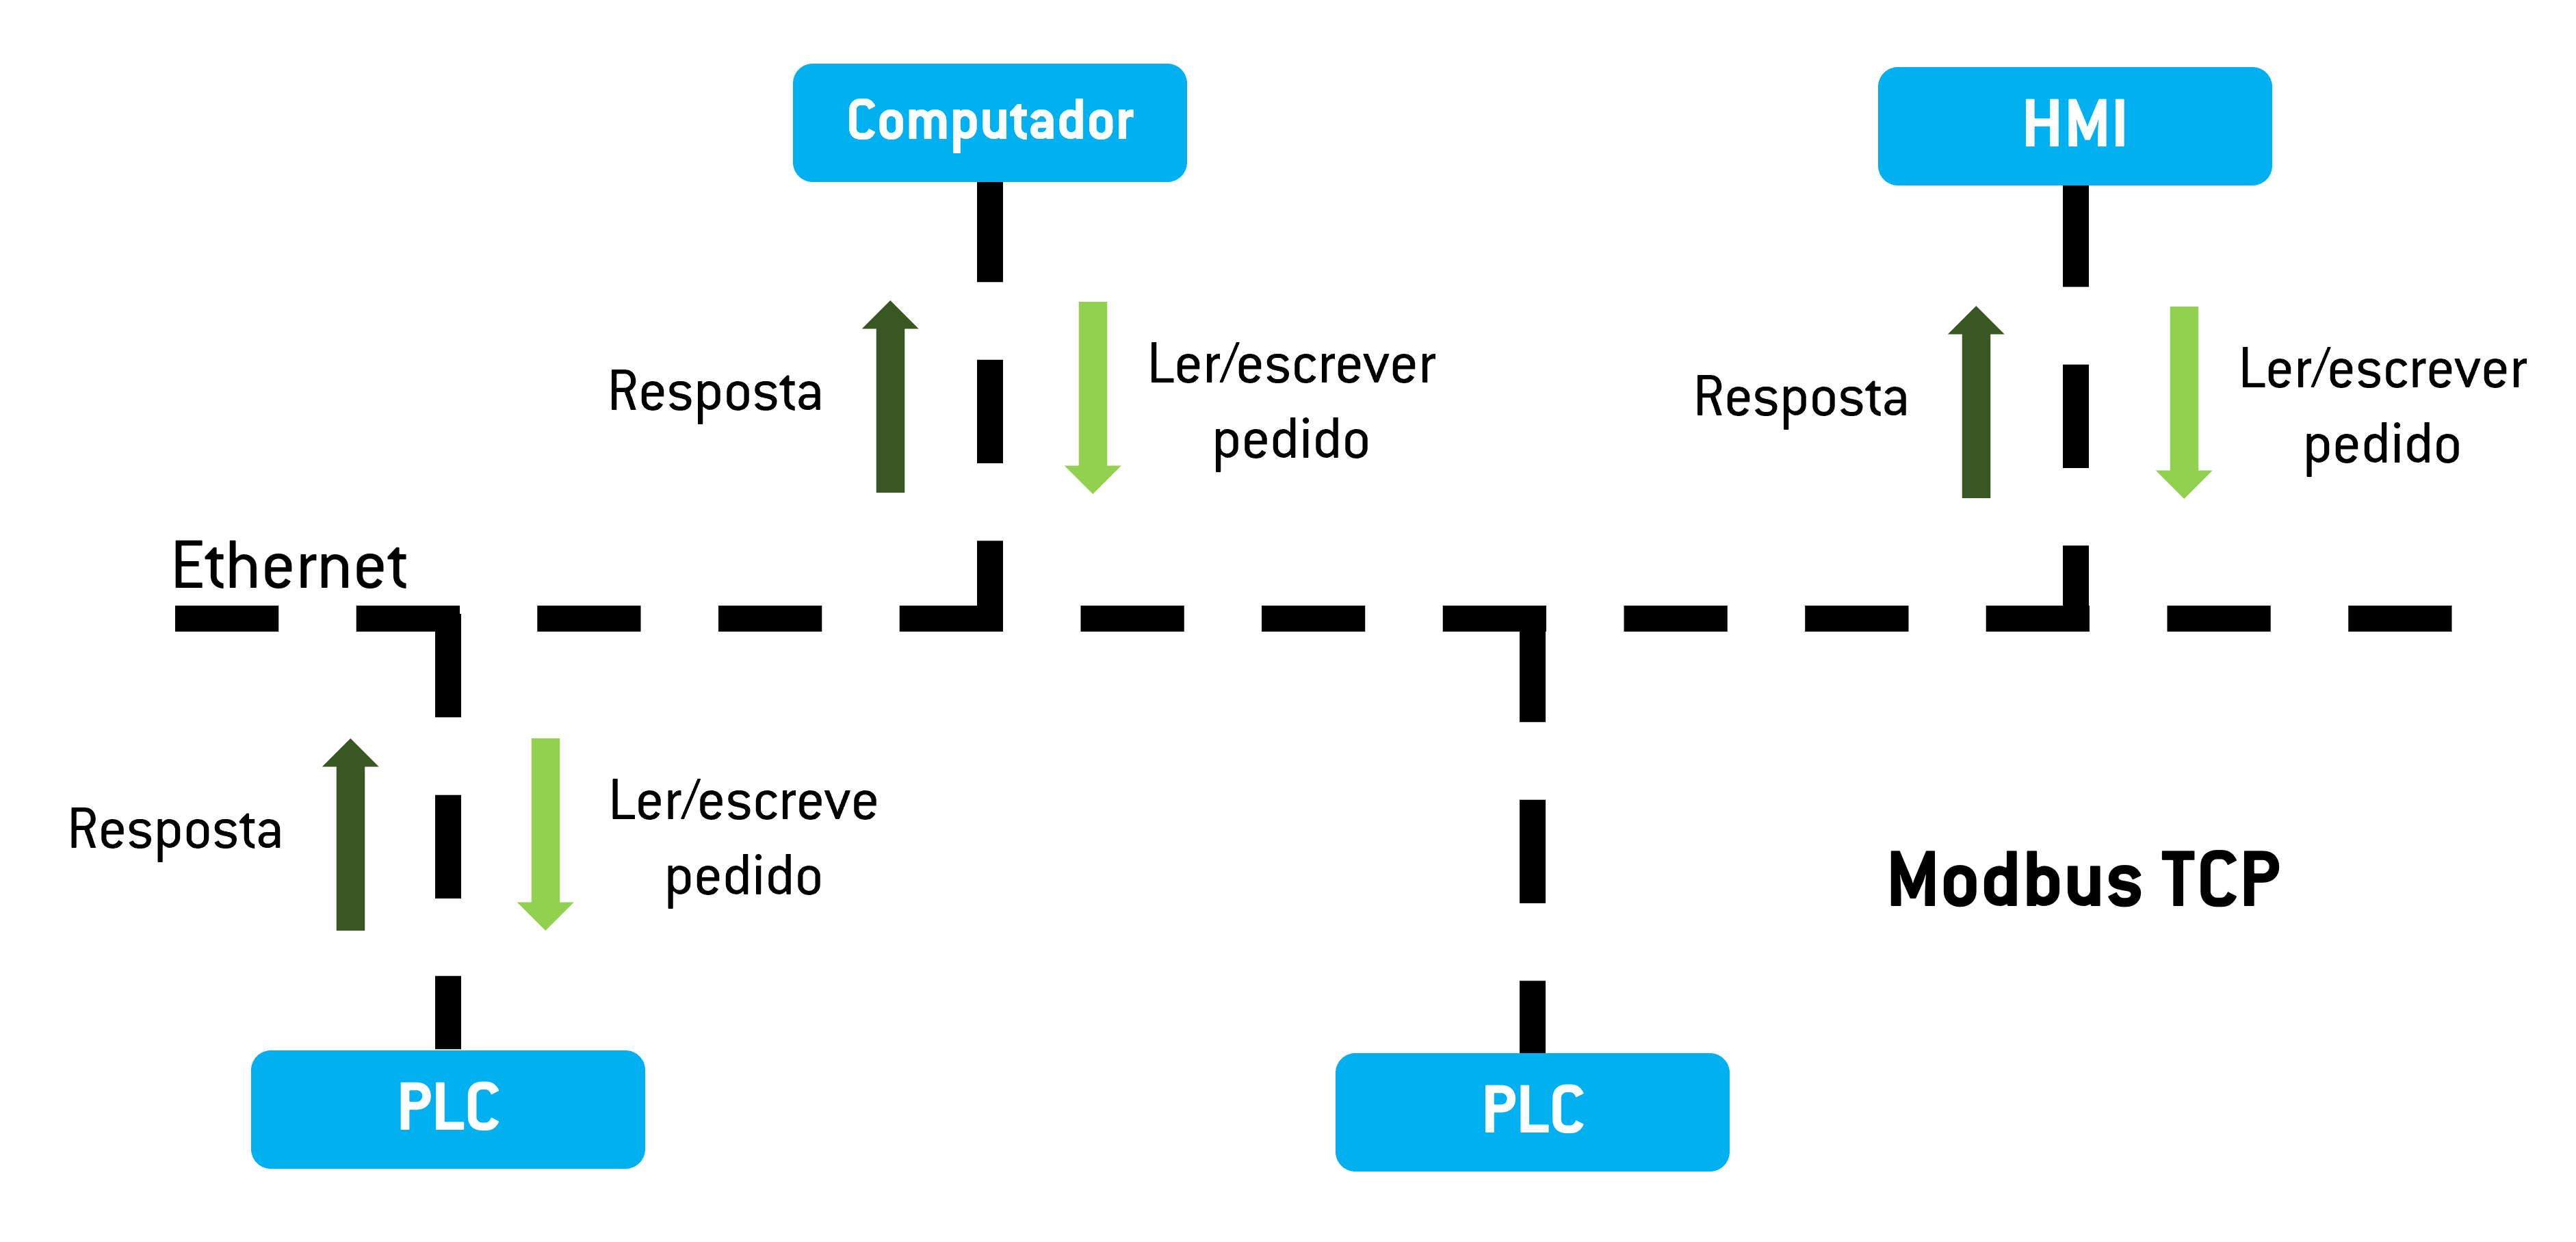 Computador
HMI
Resposta
Ler/escrever
pedido
Resposta
Ler/escrever
pedido
Ethernet
Resposta
Ler/escreve
pedido
Modbus TCP
PLC
PLC